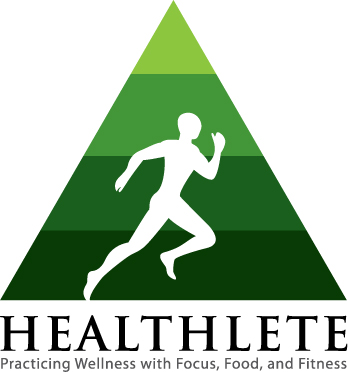 HEALTHLETE
Practicing Wellness with Focus, Food, and Fitness